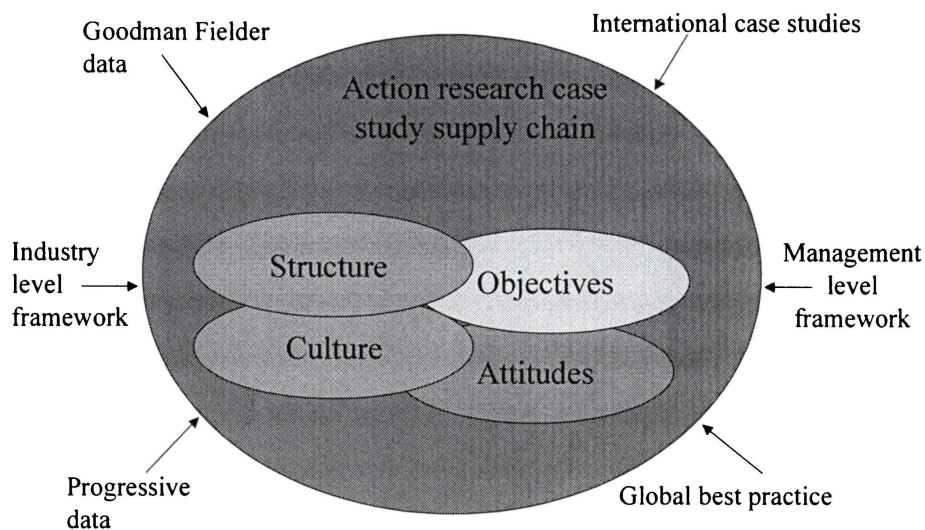 Goodman Fielder
data
International case studies
Action research case
study supply chain
Industry
level
framework
Structure
Objectives
Management
level
framework
Culture
Attitudes
Progressive
data
Global best practice